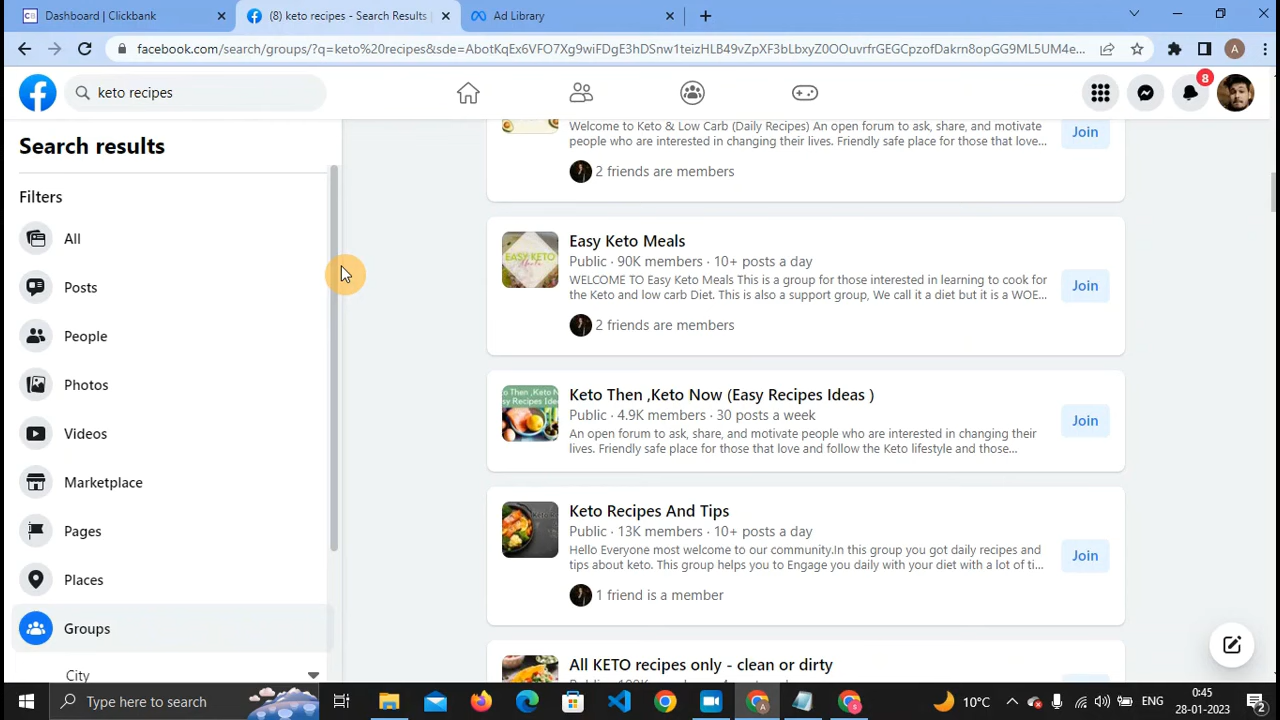 Dashboard | Clickbank
(8) keto recipes - Search Results |
Ad Library
facebook.com/search/groups/?q=keto%20recipes&sde=AbotKqEx6VFO7Xg9wiFDgE3hDSnw1teizHLB49vZpXF3bLbxyZ0OOuvrfrGEGCpzofDakrn8opGG9ML5UM4e...
A
keto recipes
8
Search results
Filters
All
Posts
People
Photos
Videos
Marketplace
Pages
Places
Groups
City
Welcome to Keto & Low Carb (Daily Recipes) An open forum to ask, share, and motivate
people who are interested in changing their lives. Friendly safe place for those that love...
Join
2 friends are members
EASY KETO
Easy Keto Meals
Public · 90K members · 10+ posts a day
WELCOME TO Easy Keto Meals This is a group for those interested in learning to cook for
the Keto and low carb Diet. This is also a support group, We call it a diet but it is a WOE...
Join
2 friends are members
Keto Then ,Keto Now (Easy Recipes Ideas )
Public · 4.9K members · 30 posts a week
An open forum to ask, share, and motivate people who are interested in changing their
lives. Friendly safe place for those that love and follow the Keto lifestyle and those...
Join
Keto Recipes And Tips
Public · 13K members · 10+ posts a day
Hello Everyone most welcome to our community.In this group you got daily recipes and
tips about keto. This group helps you to Engage you daily with your diet with a lot of ti...
Join
1 friend is a member
All KETO recipes only - clean or dirty
Type here to search
10°C
ENG
0:45
28-01-2023
2